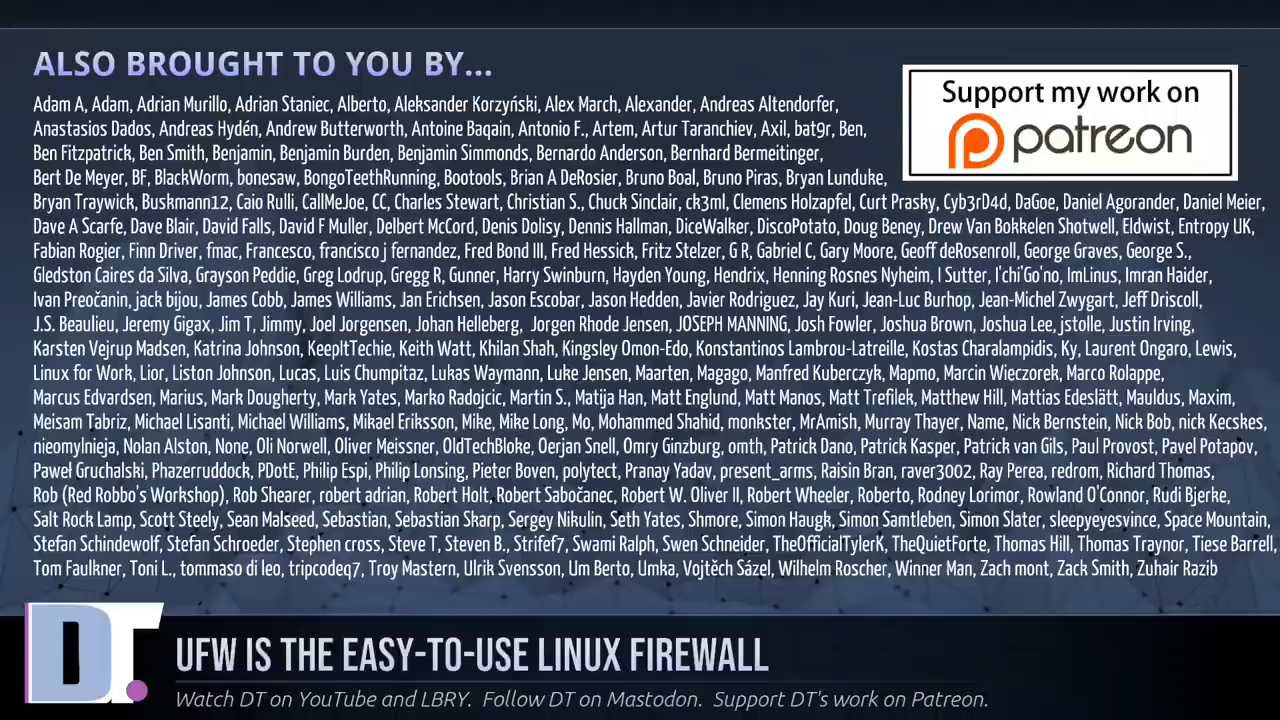 ALSO BROUGHT TO YOU BY...
Support my work on
patreon
Adam A, Adam, Adrian Murillo, Adrian Staniec, Alberto, Aleksander Korzyński, Alex March, Alexander, Andreas Altendorfer,
Anastasios Dados, Andreas Hydén, Andrew Butterworth, Antoine Baqain, Antonio F., Artem, Artur Taranchiev, Axil, bat9r, Ben,
Ben Fitzpatrick, Ben Smith, Benjamin, Benjamin Burden, Benjamin Simmonds, Bernardo Anderson, Bernhard Bermeitinger,
Bert De Meyer, BF, BlackWorm, bonesaw, BongoTeethRunning, Bootools, Brian A DeRosier, Bruno Boal, Bruno Piras, Bryan Lunduke,
Bryan Traywick, Buskmann12, Caio Rulli, CallMeJoe, CC, Charles Stewart, Christian S., Chuck Sinclair, ck3ml, Clemens Holzapfel, Curt Prasky, Cyb3rD4d, DaGoe, Daniel Agorander, Daniel Meier,
Dave A Scarfe, Dave Blair, David Falls, David F Muller, Delbert McCord, Denis Dolisy, Dennis Hallman, DiceWalker, DiscoPotato, Doug Beney, Drew Van Bokkelen Shotwell, Eldwist, Entropy UK,
Fabian Rogier, Finn Driver, fmac, Francesco, francisco j fernandez, Fred Bond III, Fred Hessick, Fritz Stelzer, G R, Gabriel C, Gary Moore, Geoff deRosenroll, George Graves, George S.,
Gledston Caires da Silva, Grayson Peddie, Greg Lodrup, Gregg R, Gunner, Harry Swinburn, Hayden Young, Hendrix, Henning Rosnes Nyheim, I Sutter, I'chi'Go'no, ImLinus, Imran Haider,
Ivan Preočanin, jack bijou, James Cobb, James Williams, Jan Erichsen, Jason Escobar, Jason Hedden, Javier Rodriguez, Jay Kuri, Jean-Luc Burhop, Jean-Michel Zwygart, Jeff Driscoll,
J.S. Beaulieu, Jeremy Gigax, Jim T, Jimmy, Joel Jorgensen, Johan Helleberg, Jorgen Rhode Jensen, JOSEPH MANNING, Josh Fowler, Joshua Brown, Joshua Lee, jstolle, Justin Irving,
Karsten Vejrup Madsen, Katrina Johnson, KeepItTechie, Keith Watt, Khilan Shah, Kingsley Omon-Edo, Konstantinos Lambrou-Latreille, Kostas Charalampidis, Ky, Laurent Ongaro, Lewis,
Linux for Work, Lior, Liston Johnson, Lucas, Luis Chumpitaz, Lukas Waymann, Luke Jensen, Maarten, Magago, Manfred Kuberczyk, Mapmo, Marcin Wieczorek, Marco Rolappe,
Marcus Edvardsen, Marius, Mark Dougherty, Mark Yates, Marko Radojcic, Martin S., Matija Han, Matt Englund, Matt Manos, Matt Trefilek, Matthew Hill, Mattias Edeslätt, Mauldus, Maxim,
Meisam Tabriz, Michael Lisanti, Michael Williams, Mikael Eriksson, Mike, Mike Long, Mo, Mohammed Shahid, monkster, MrAmish, Murray Thayer, Name, Nick Bernstein, Nick Bob, nick Kecskes,
nieomylnieja, Nolan Alston, None, Oli Norwell, Oliver Meissner, OldTechBloke, Oerjan Snell, Omry Ginzburg, omth, Patrick Dano, Patrick Kasper, Patrick van Gils, Paul Provost, Pavel Potapov,
Paweł Gruchalski, Phazerruddock, PDotE, Philip Espi, Philip Lonsing, Pieter Boven, polytect, Pranay Yadav, present_arms, Raisin Bran, raver3002, Ray Perea, redrom, Richard Thomas,
Rob (Red Robbo's Workshop), Rob Shearer, robert adrian, Robert Holt, Robert Sabočanec, Robert W. Oliver II, Robert Wheeler, Roberto, Rodney Lorimor, Rowland O'Connor, Rudi Bjerke,
Salt Rock Lamp, Scott Steely, Sean Malseed, Sebastian, Sebastian Skarp, Sergey Nikulin, Seth Yates, Shmore, Simon Haugk, Simon Samtleben, Simon Slater, sleepyeyesvince, Space Mountain,
Stefan Schindewolf, Stefan Schroeder, Stephen cross, Steve T, Steven B., Strifef7, Swami Ralph, Swen Schneider, TheOfficialTylerK, TheQuietForte, Thomas Hill, Thomas Traynor, Tiese Barrell,
Tom Faulkner, Toni L., tommaso di leo, tripcodeq7, Troy Mastern, Ulrik Svensson, Um Berto, Umka, Vojtěch Sázel, Wilhelm Roscher, Winner Man, Zach mont, Zack Smith, Zuhair Razib
DT.
UFW IS THE EASY-TO-USE LINUX FIREWALL
Watch DT on YouTube and LBRY. Follow DT on Mastodon. Support DT's work on Patreon.